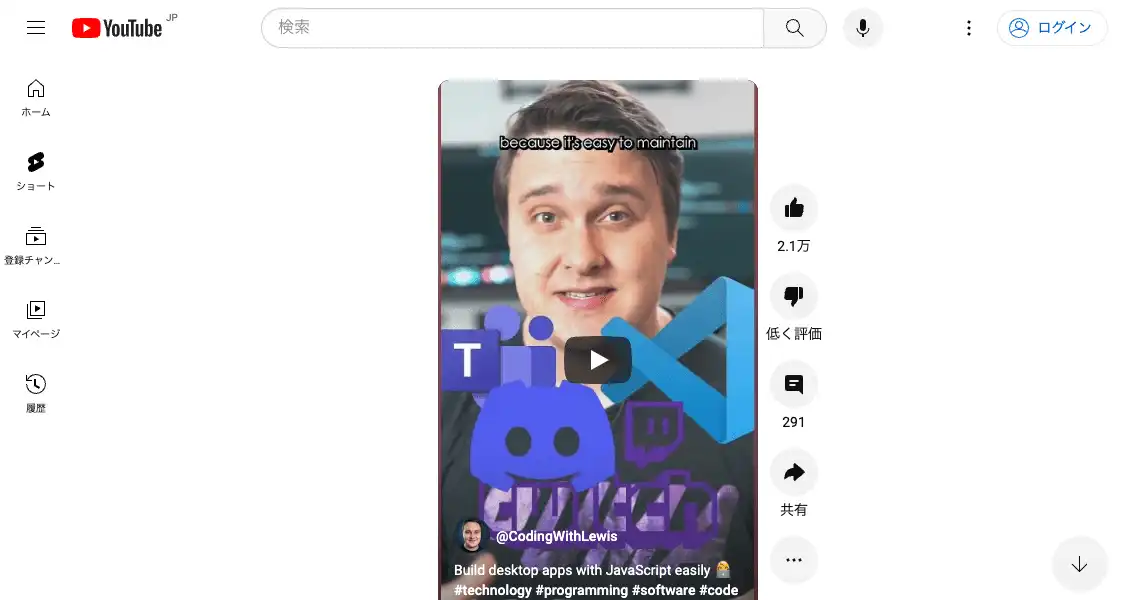 YouTube JP
検索
ログイン
ホーム
ショート
登録チャン...
マイページ
履歴
because it's easy to maintain
T
twitch
@CodingWithLewis
Build desktop apps with JavaScript easily
#technology #programming #software #code
2.1万
低く評価
291
共有